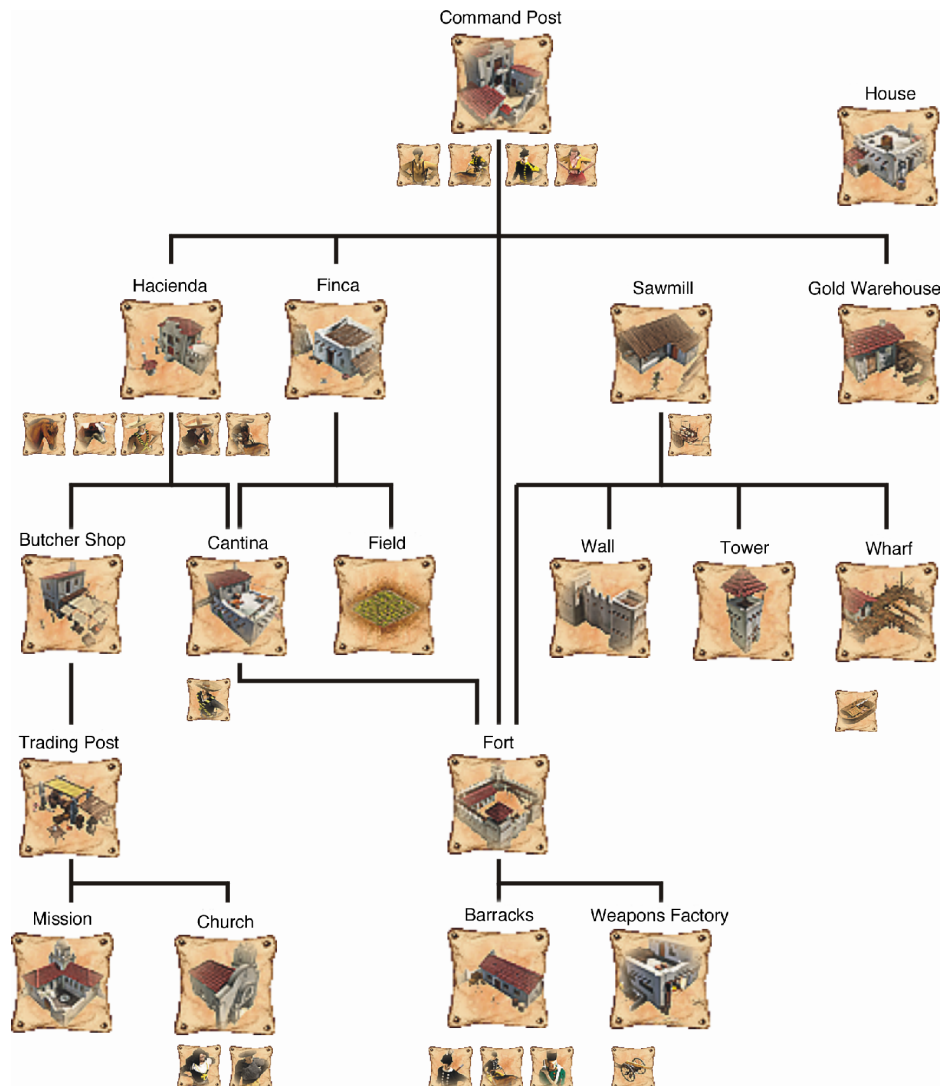 Command Post
House
Hacienda
Finca
Sawmill
Gold Warehouse
Butcher Shop
Cantina
Field
Wall
Tower
Wharf
Trading Post
Fort
Mission
Church
Barracks
Weapons Factory